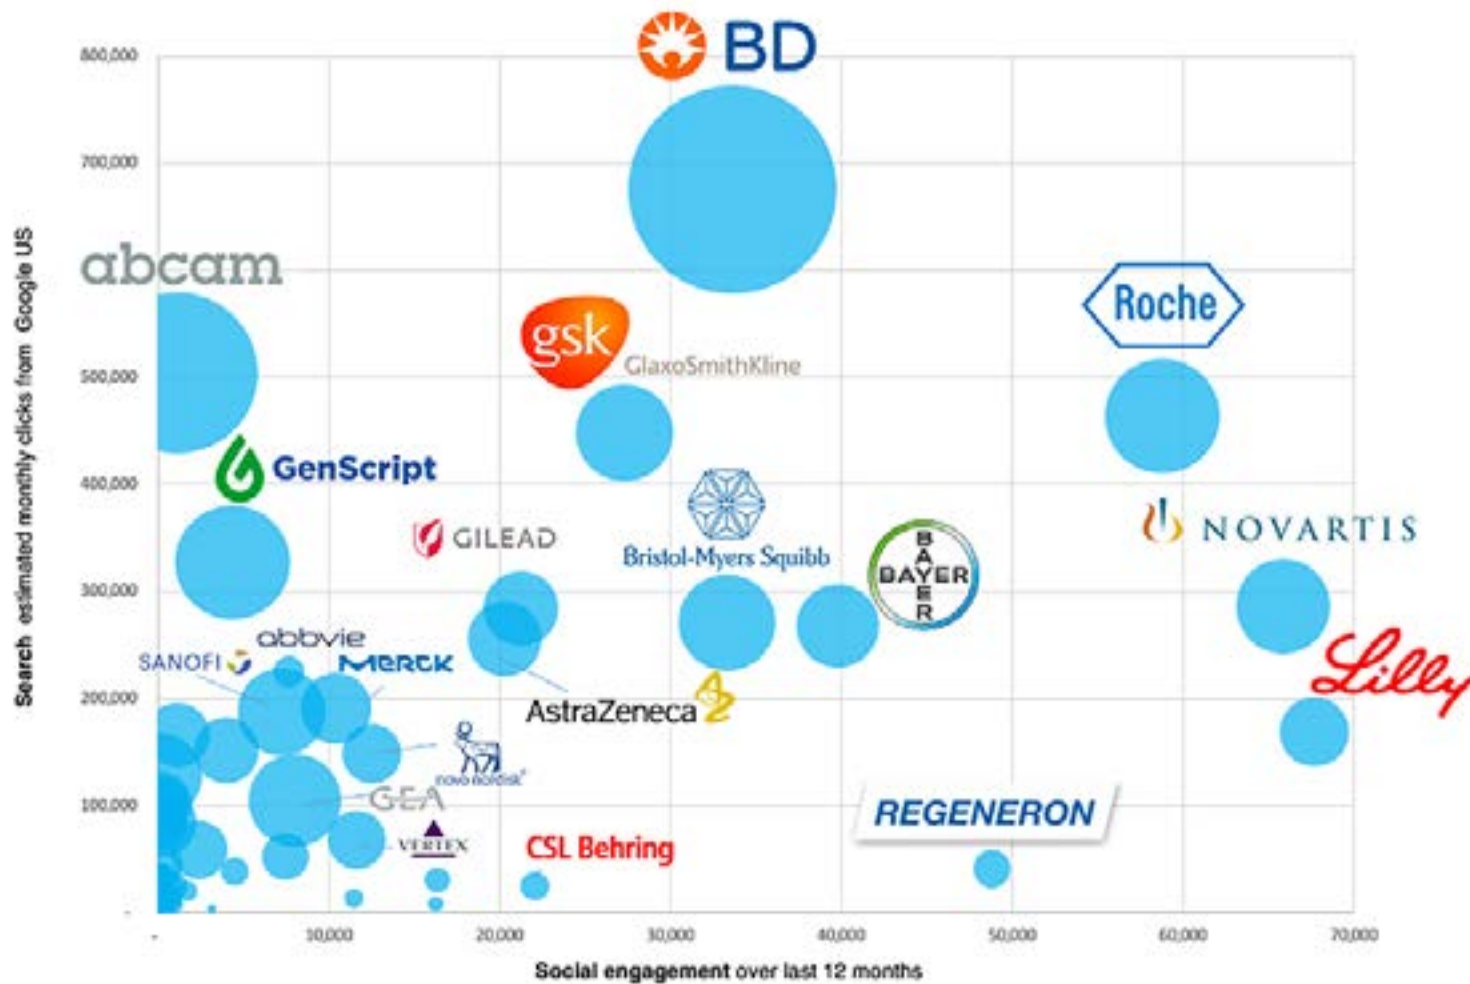 BD
800,000
700,000
abcam
Roche
gsk
GlaxoSmithKline
500,000
GenScript
400,000
GILEAD
Bristol-Myers Squibb
BAYER
BAYER
NOVARTIS
300,000
abbvie
SANOFI
MERCK
Lilly
200,000
AstraZeneca
novo nordisk®
GEA
100,000
REGENERON
VERTEX
CSL Behring
-
-
10,000
20,000
30,000
40,000
50,000
60,000
70,000
Social engagement over last 12 months
Search estimated monthly clicks from Google US